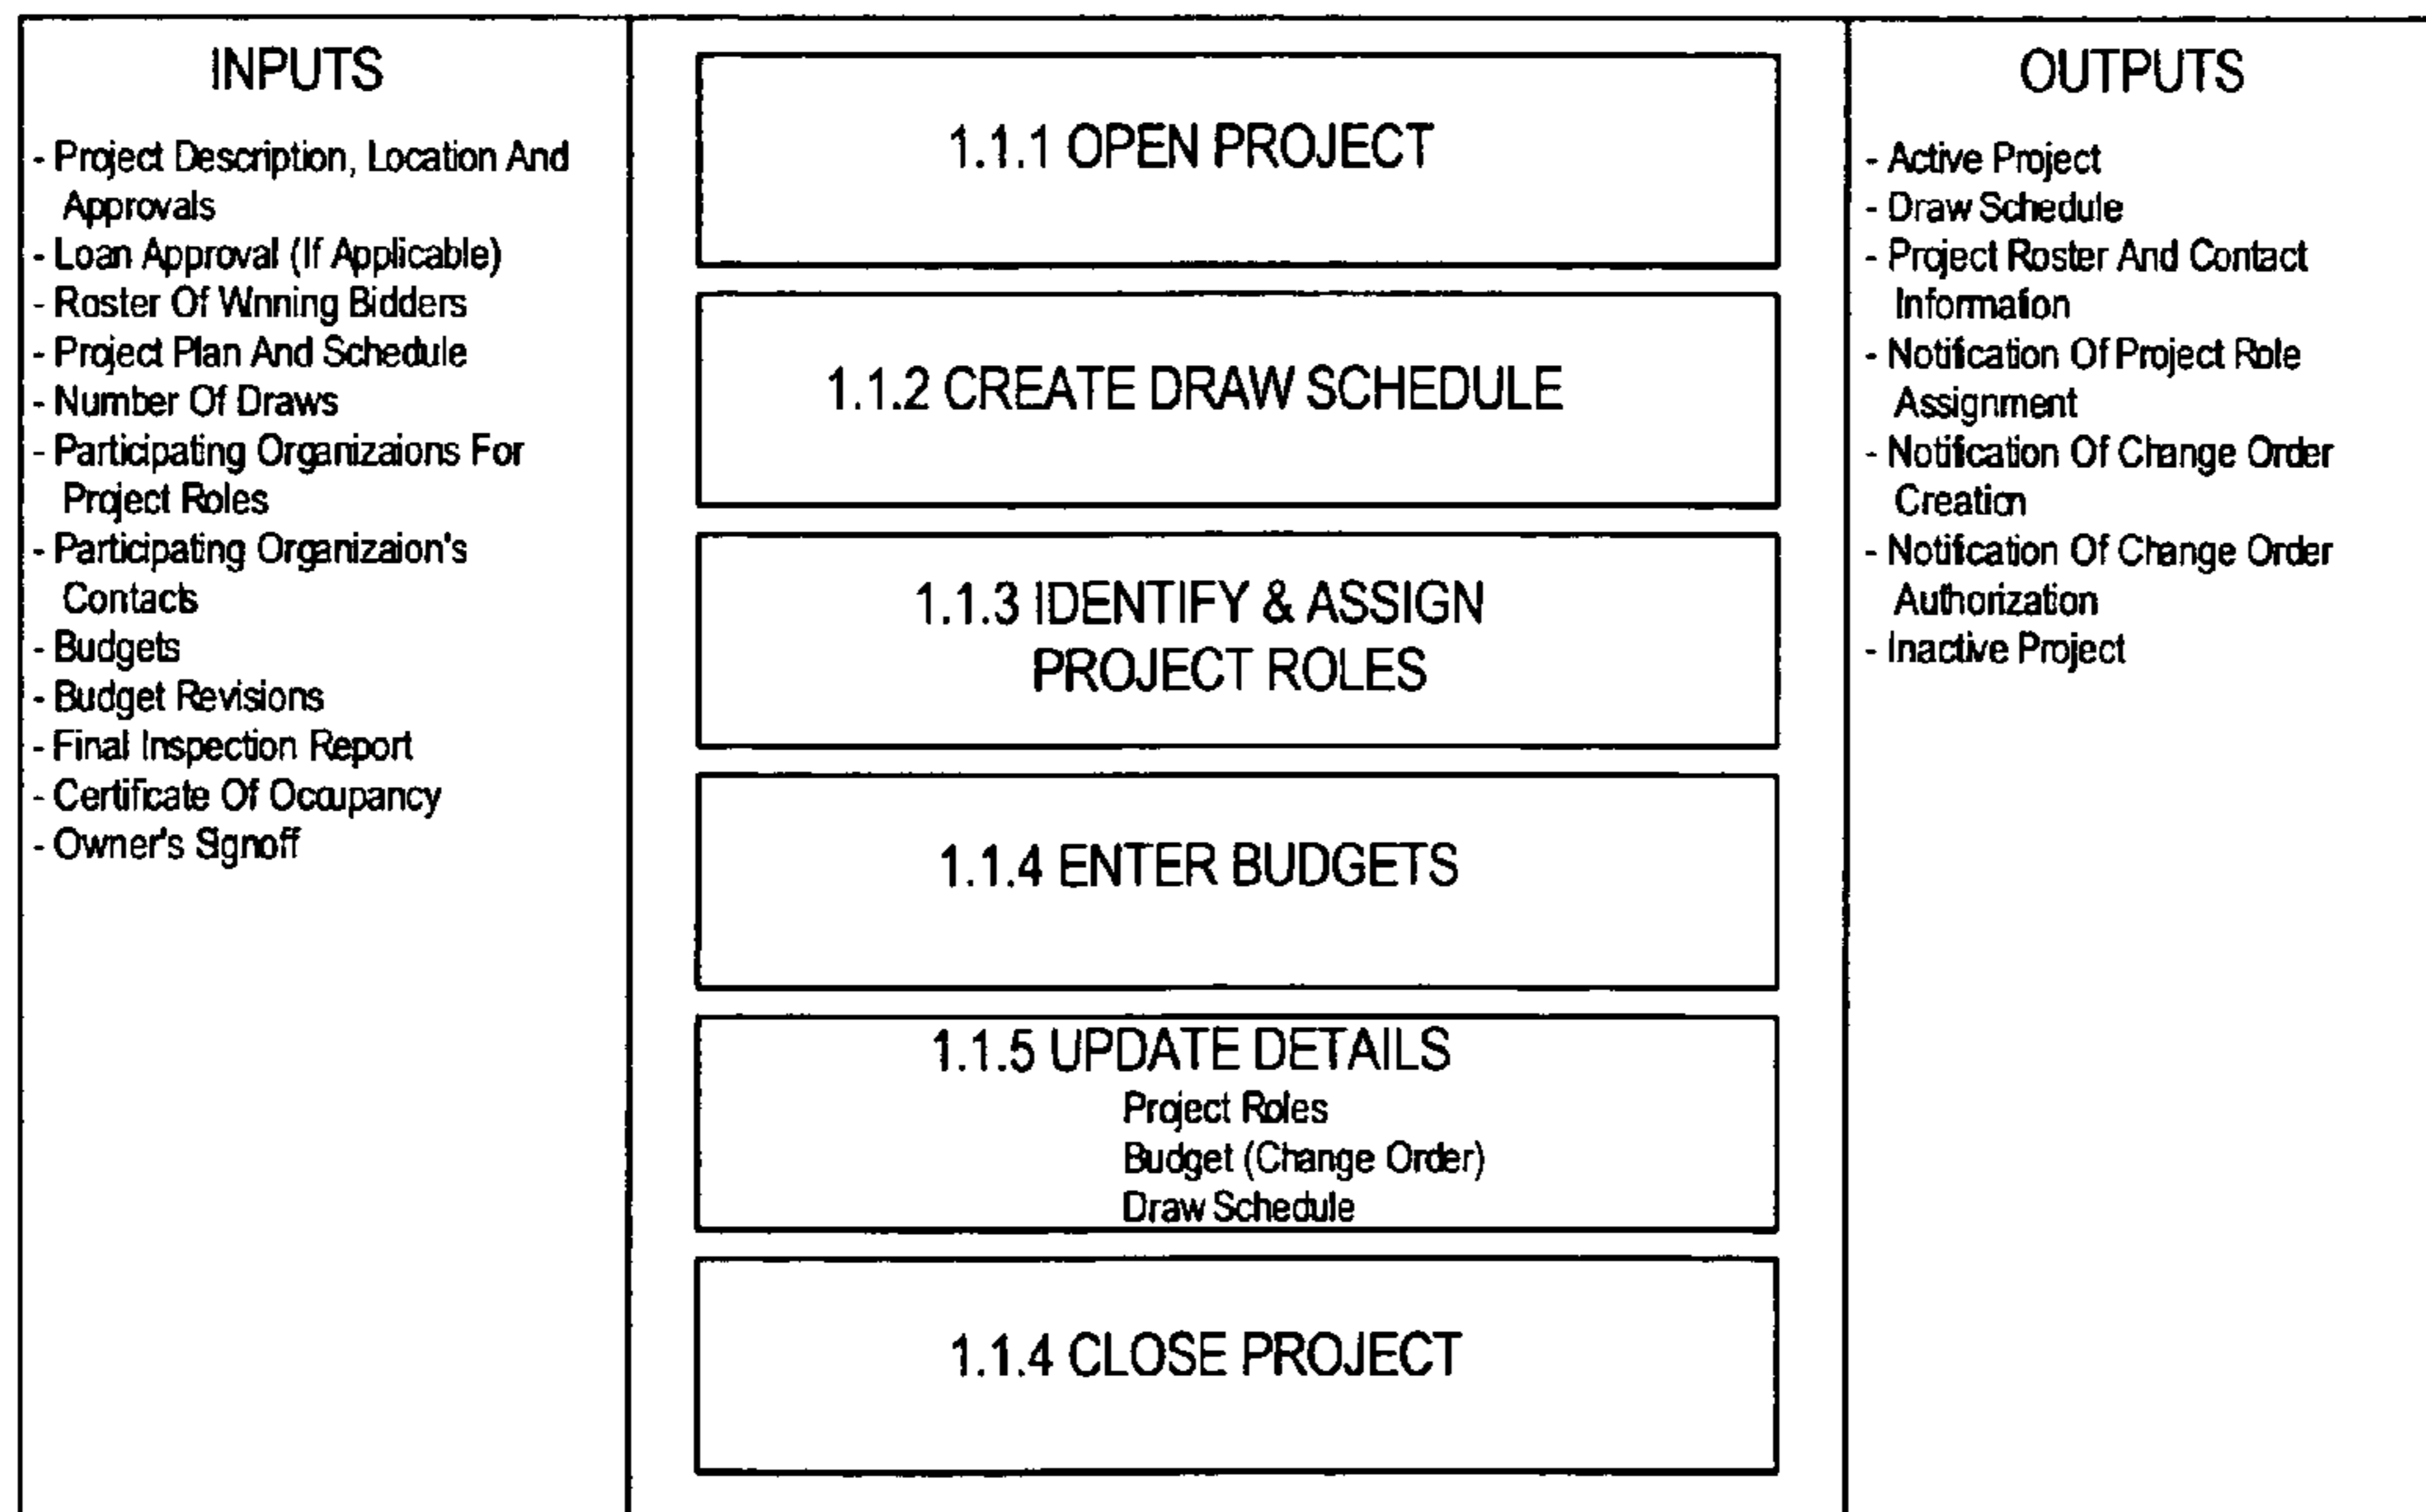 INPUTS
- Project Description, Location And
Approvals
- Loan Approval (If Applicable)
- Roster Of Winning Bidders
- Project Plan And Schedule
- Number Of Draws
- Participating Organizaions For
Project Roles
- Participating Organizaion's
Contacts
- Budgets
- Budget Revisions
- Final Inspection Report
- Certificate Of Occupancy
- Owner's Signoff
1.1.1 OPEN PROJECT
1.1.2 CREATE DRAW SCHEDULE
1.1.3 IDENTIFY & ASSIGN
PROJECT ROLES
1.1.4 ENTER BUDGETS
1.1.5 UPDATE DETAILS
Project Roles
Budget (Change Order)
Draw Schedule
1.1.4 CLOSE PROJECT
OUTPUTS
- Active Project
- Draw Schedule
- Project Roster And Contact
Information
- Notification Of Project Role
Assignment
- Notification Of Change Order
Creation
- Notification Of Change Order
Authorization
- Inactive Project